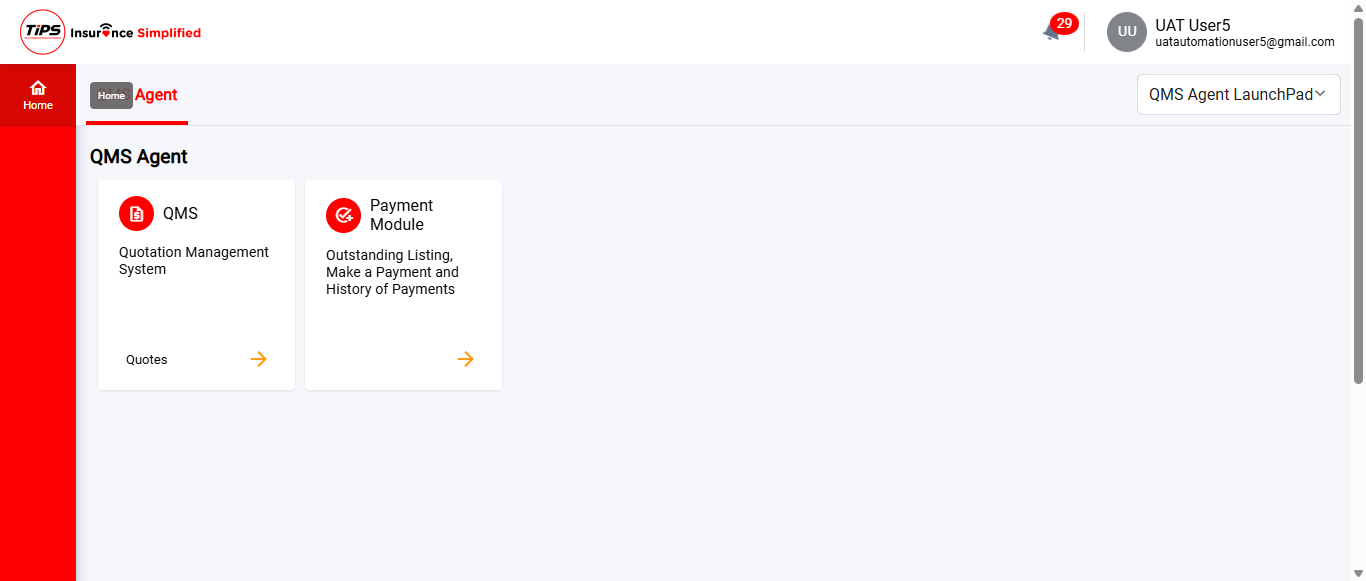 TiPS Insurance Simplified
29
UU
UAT User5
uatautomationuser5@gmail.com
Home
Home
Agent
QMS Agent LaunchPad
QMS Agent
QMS
Quotation Management
System
Quotes
Payment
Module
Outstanding Listing,
Make a Payment and
History of Payments